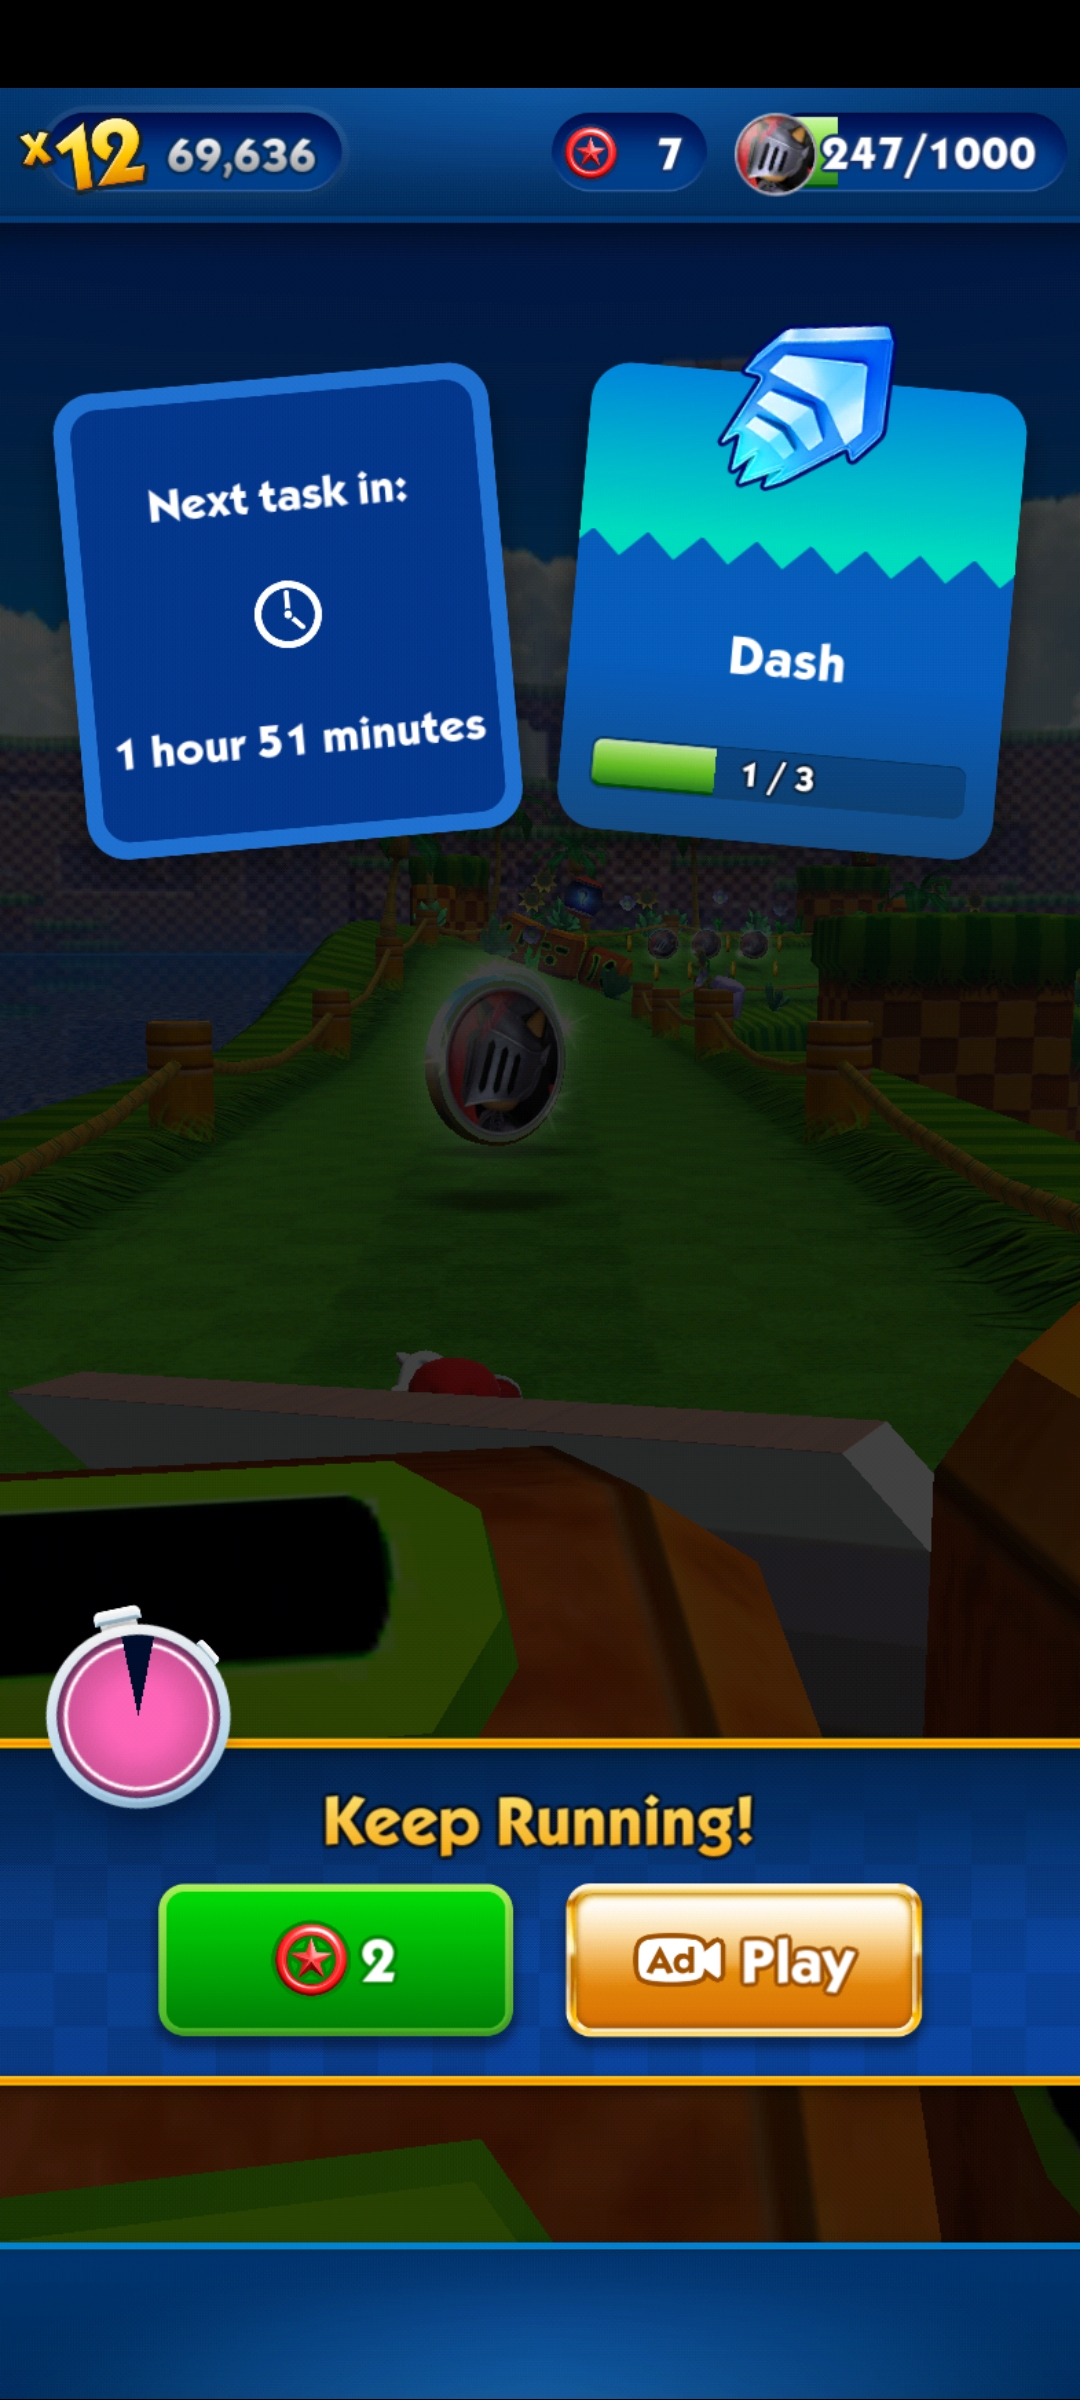 x12 69,636 7 247/1000
Next task in:
1 hour 51 minutes
Dash
1 / 3
Keep Running!
2
Ad Play